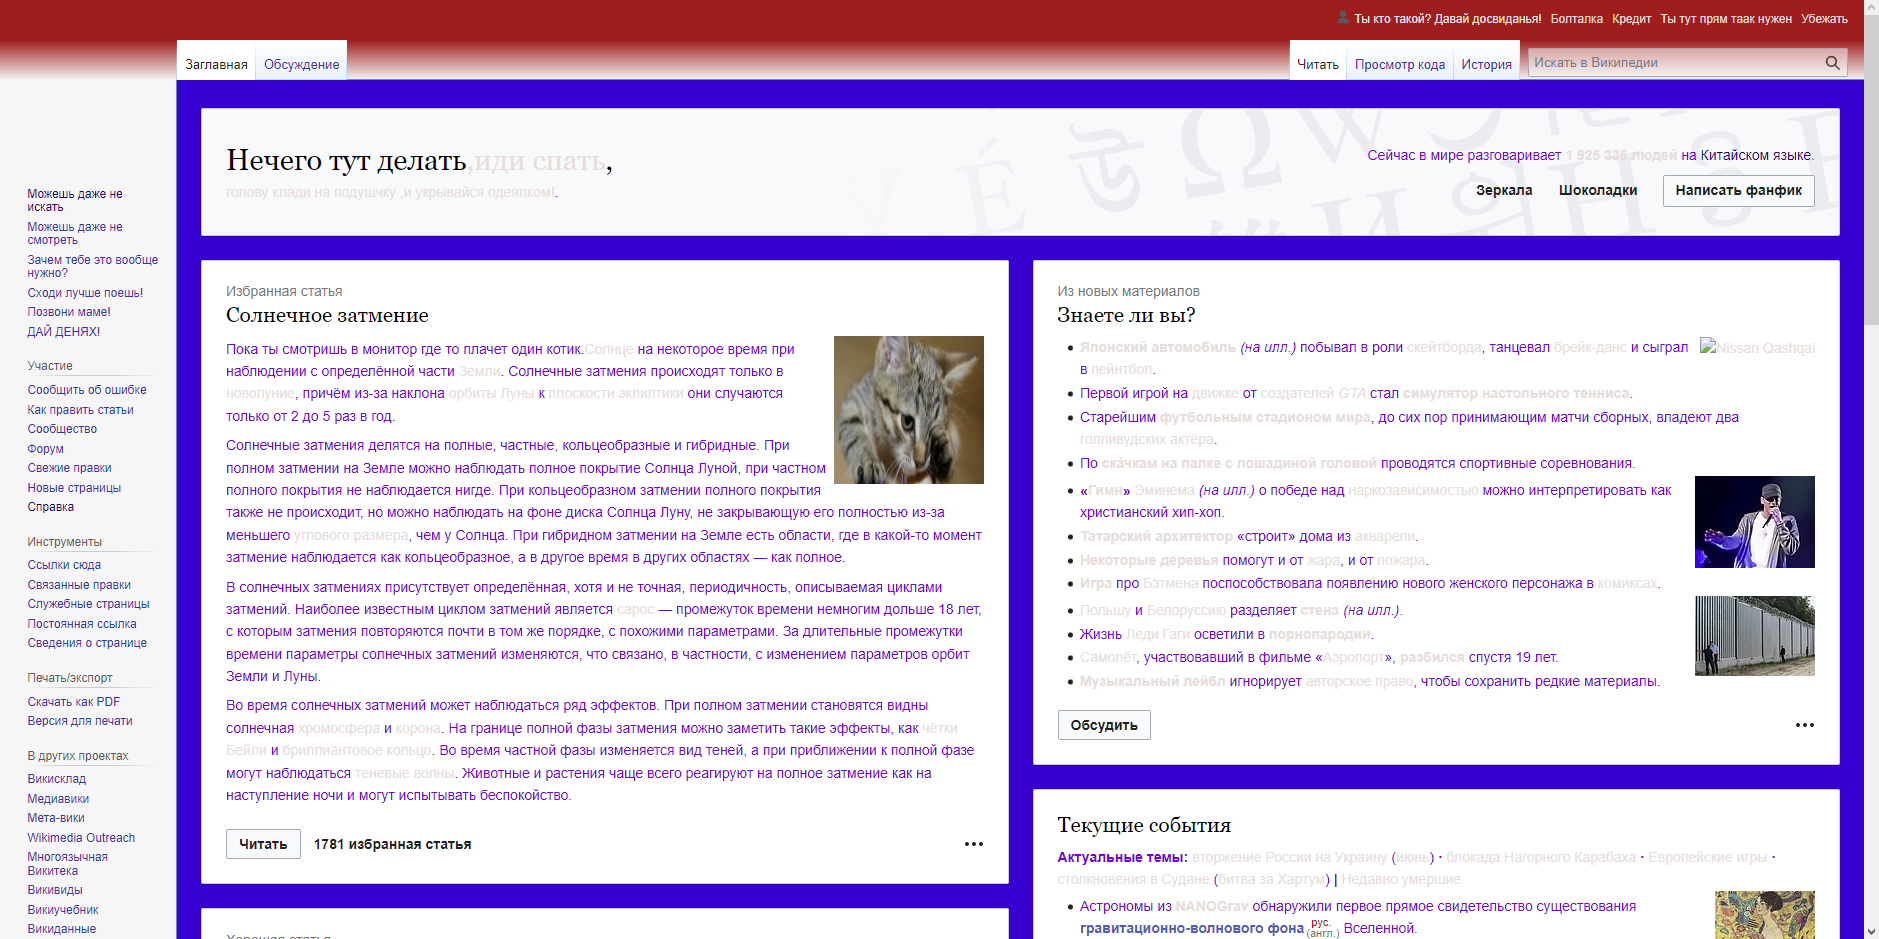 Ты кто такой? Давай досвиданья! Болталка Кредит Ты тут прям таак нужен Убежать
Заглавная Обсуждение
Читать Просмотр кода История Искать в Википедии
Можешь даже не
искать
Можешь даже не
смотреть
Зачем тебе это вообще
нужно?
Сходи лучше поешь!
Позвони маме!
ДАЙ ДЕНЯХ!
Участие
Сообщить об ошибке
Как править статьи
Сообщество
Форум
Свежие правки
Новые страницы
Справка
Инструменты
Ссылки сюда
Связанные правки
Служебные страницы
Постоянная ссылка
Сведения о странице
Печать/экспорт
Скачать как PDF
Версия для печати
В других проектах
Викисклад
Медиавики
Мета-вики
Wikimedia Outreach
Многоязычная
Викитека
Викивиды
Викиучебник
Викиданные
Нечего тут делать,иди спать,
голову клади на подушчку ,и укрывайся одеялком!.
Сейчас в мире разговаривает 1 925 335 людей на Китайском языке.
Зеркала Шоколадки Написать фанфик
Избранная статья
Солнечное затмение
Пока ты смотришь в монитор где то плачет один котик.Солнце на некоторое время при
наблюдении с определённой части Земли. Солнечные затмения происходят только в
новолуние, причём из-за наклона орбиты Луны к плоскости эклиптики они случаются
только от 2 до 5 раз в год.
Солнечные затмения делятся на полные, частные, кольцеобразные и гибридные. При
полном затмении на Земле можно наблюдать полное покрытие Солнца Луной, при частном
полного покрытия не наблюдается нигде. При кольцеобразном затмении полного покрытия
также не происходит, но можно наблюдать на фоне диска Солнца Луну, не закрывающую его полностью из-за
меньшего углового размера, чем у Солнца. При гибридном затмении на Земле есть области, где в какой-то момент
затмение наблюдается как кольцеобразное, а в другое время в других областях — как полное.
В солнечных затмениях присутствует определённая, хотя и не точная, периодичность, описываемая циклами
затмений. Наиболее известным циклом затмений является сарос — промежуток времени немногим дольше 18 лет,
с которым затмения повторяются почти в том же порядке, с похожими параметрами. За длительные промежутки
времени параметры солнечных затмений изменяются, что связано, в частности, с изменением параметров орбит
Земли и Луны.
Во время солнечных затмений может наблюдаться ряд эффектов. При полном затмении становятся видны
солнечная хромосфера и корона. На границе полной фазы затмения можно заметить такие эффекты, как чётки
Бейли и бриллиантовое кольцо. Во время частной фазы изменяется вид теней, а при приближении к полной фазе
могут наблюдаться теневые волны. Животные и растения чаще всего реагируют на полное затмение как на
наступление ночи и могут испытывать беспокойство.
Читать 1781 избранная статья
Хорошая статья
Из новых материалов
Знаете ли вы?
Nissan Qashqai
Японский автомобиль (на илл.) побывал в роли скейтборда, танцевал брейк-данс и сыграл
в пейнтбол.
Первой игрой на движке от создателей GTA стал симулятор настольного тенниса.
Старейшим футбольным стадионом мира, до сих пор принимающим матчи сборных, владеют два
голливудских актёра.
По ска́чкам на палке с лошадиной головой проводятся спортивные соревнования.
«Гимн» Эминема (на илл.) о победе над наркозависимостью можно интерпретировать как
христианский хип-хоп.
Татарский архитектор «строит» дома из акварели.
Некоторые деревья помогут и от жара, и от пожара.
Игра про Бэтмена поспособствовала появлению нового женского персонажа в комиксах.
Польшу и Белоруссию разделяет стена (на илл.).
Жизнь Леди Гаги осветили в порнопародии.
Самолёт, участвовавший в фильме «Аэропорт», разбился спустя 19 лет.
Музыкальный лейбл игнорирует авторское право, чтобы сохранить редкие материалы.
Обсудить
Текущие события
Актуальные темы: вторжение России на Украину (июнь) · блокада Нагорного Карабаха · Европейские игры ·
столкновения в Судане (битва за Хартум) | Недавно умершие
Астрономы из NANOGrav обнаружили первое прямое свидетельство существования
гравитационно-волнового фона рус. (англ.) Вселенной.